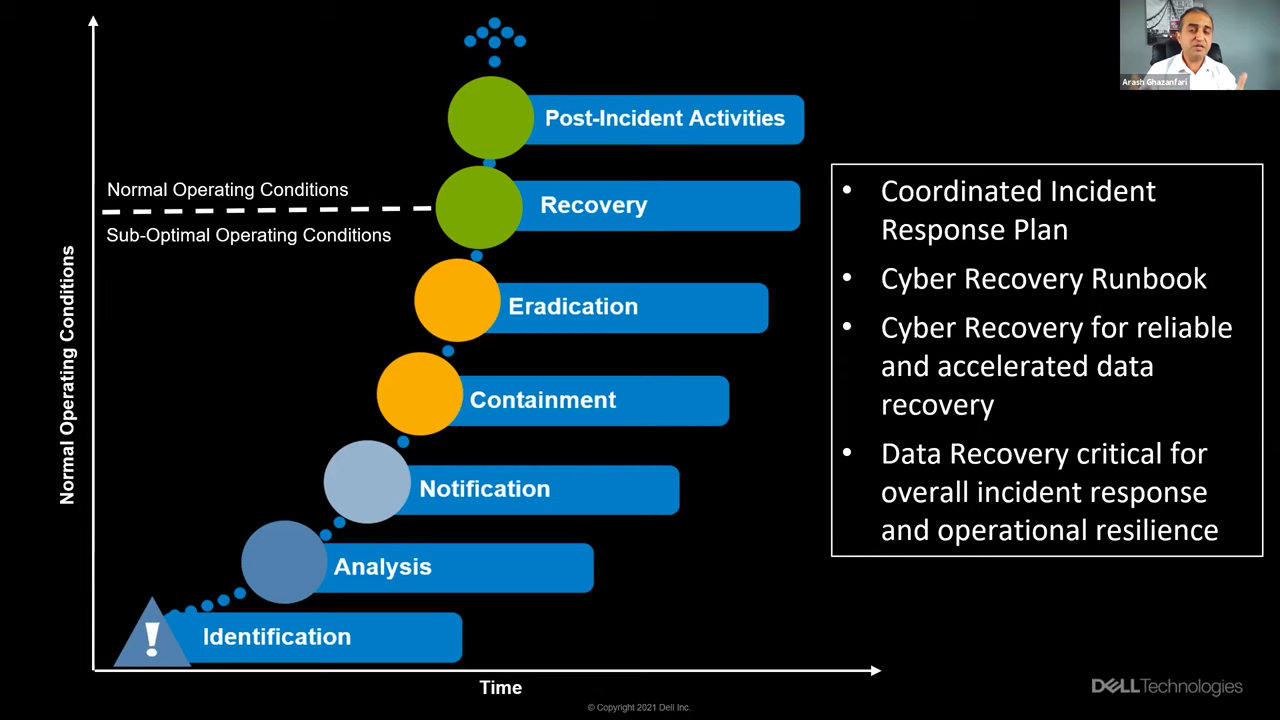 Arash Ghazanfari
Post-Incident Activities
Normal Operating Conditions
Recovery
Sub-Optimal Operating Conditions
Eradication
Containment
Notification
Analysis
!
Identification
Normal Operating Conditions
Time
• Coordinated Incident
Response Plan
• Cyber Recovery Runbook
• Cyber Recovery for reliable
and accelerated data
recovery
• Data Recovery critical for
overall incident response
and operational resilience
DELLTechnologies
© Copyright 2021 Dell Inc.